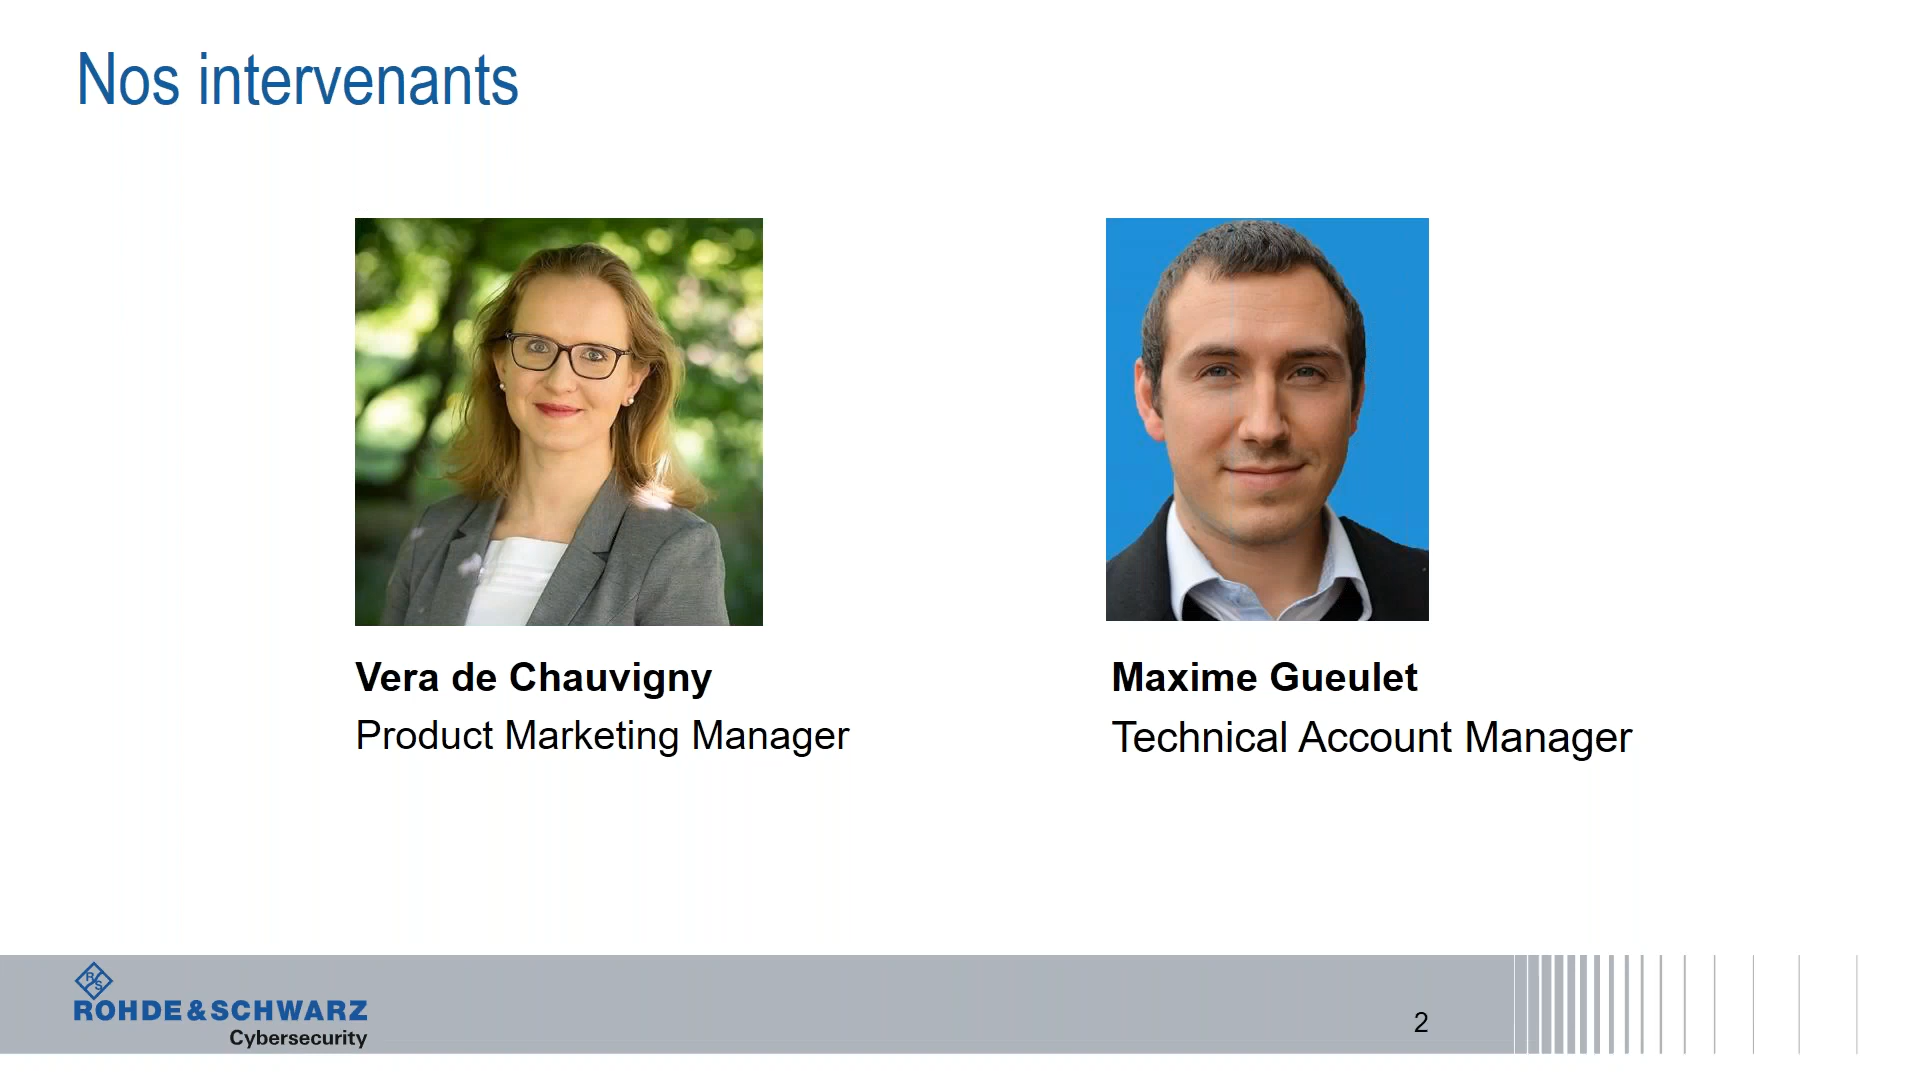 Nos intervenants
Vera de Chauvigny
Product Marketing Manager
Maxime Gueulet
Technical Account Manager
R S
ROHDE&SCHWARZ
Cybersecurity
2